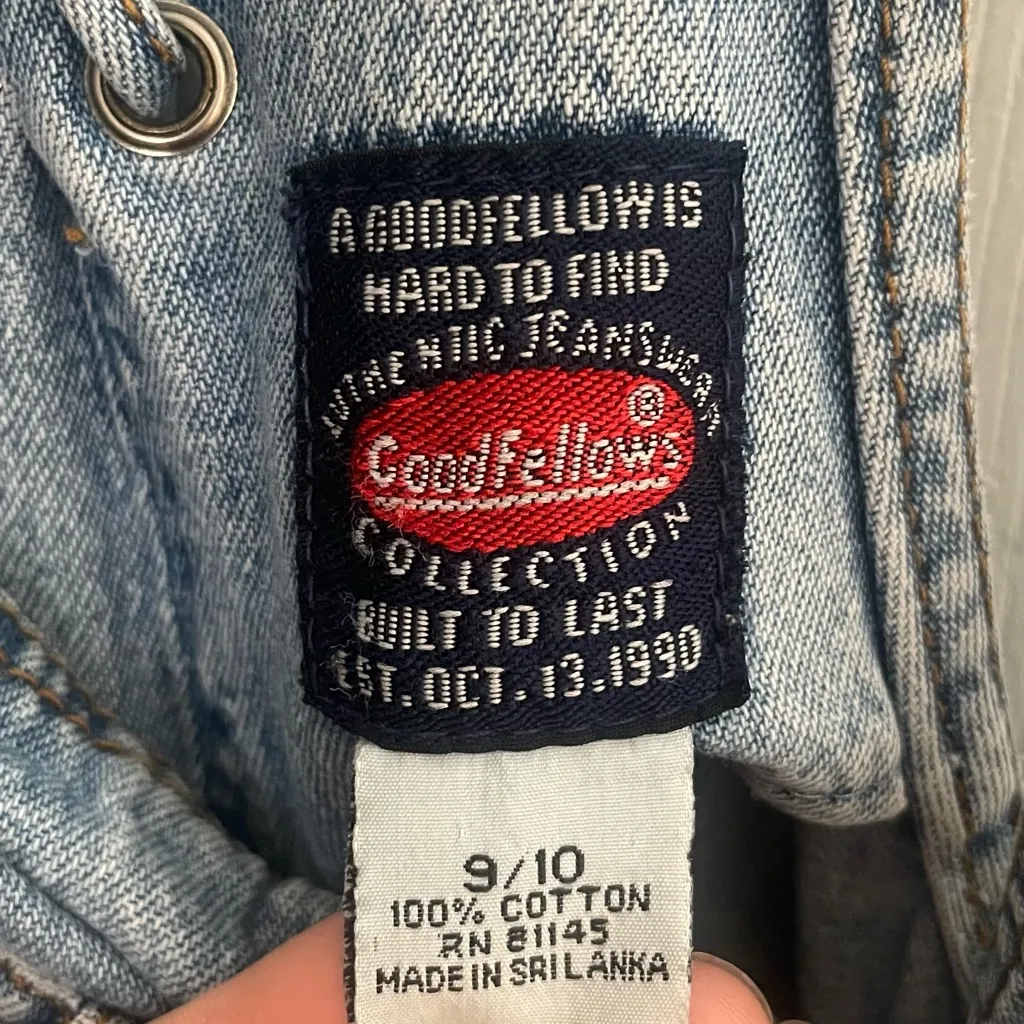 A GOODFELLOW IS
HARD TO FIND
AUTHENTIC JEANSWEAR
GoodFellows®
COLLECTION
BUILT TO LAST
EST. OCT. 13. 1990
9/10
100% COTTON
RN 81145
MADE IN SRI LANKA